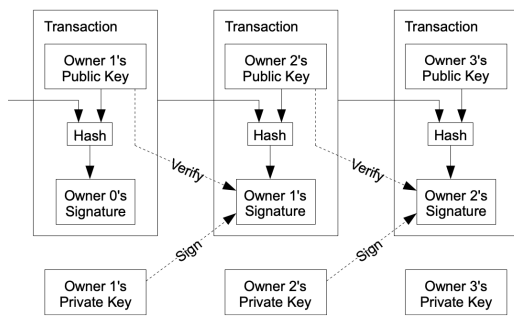 Transaction
Transaction
Transaction
Owner 1's
Public Key
Owner 2's
Public Key
Owner 3's
Public Key
Hash
Hash
Hash
Verify
Verify
Owner 0's
Signature
Owner 1's
Signature
Owner 2's
Signature
Sign
Sign
Owner 1's
Private Key
Owner 2's
Private Key
Owner 3's
Private Key